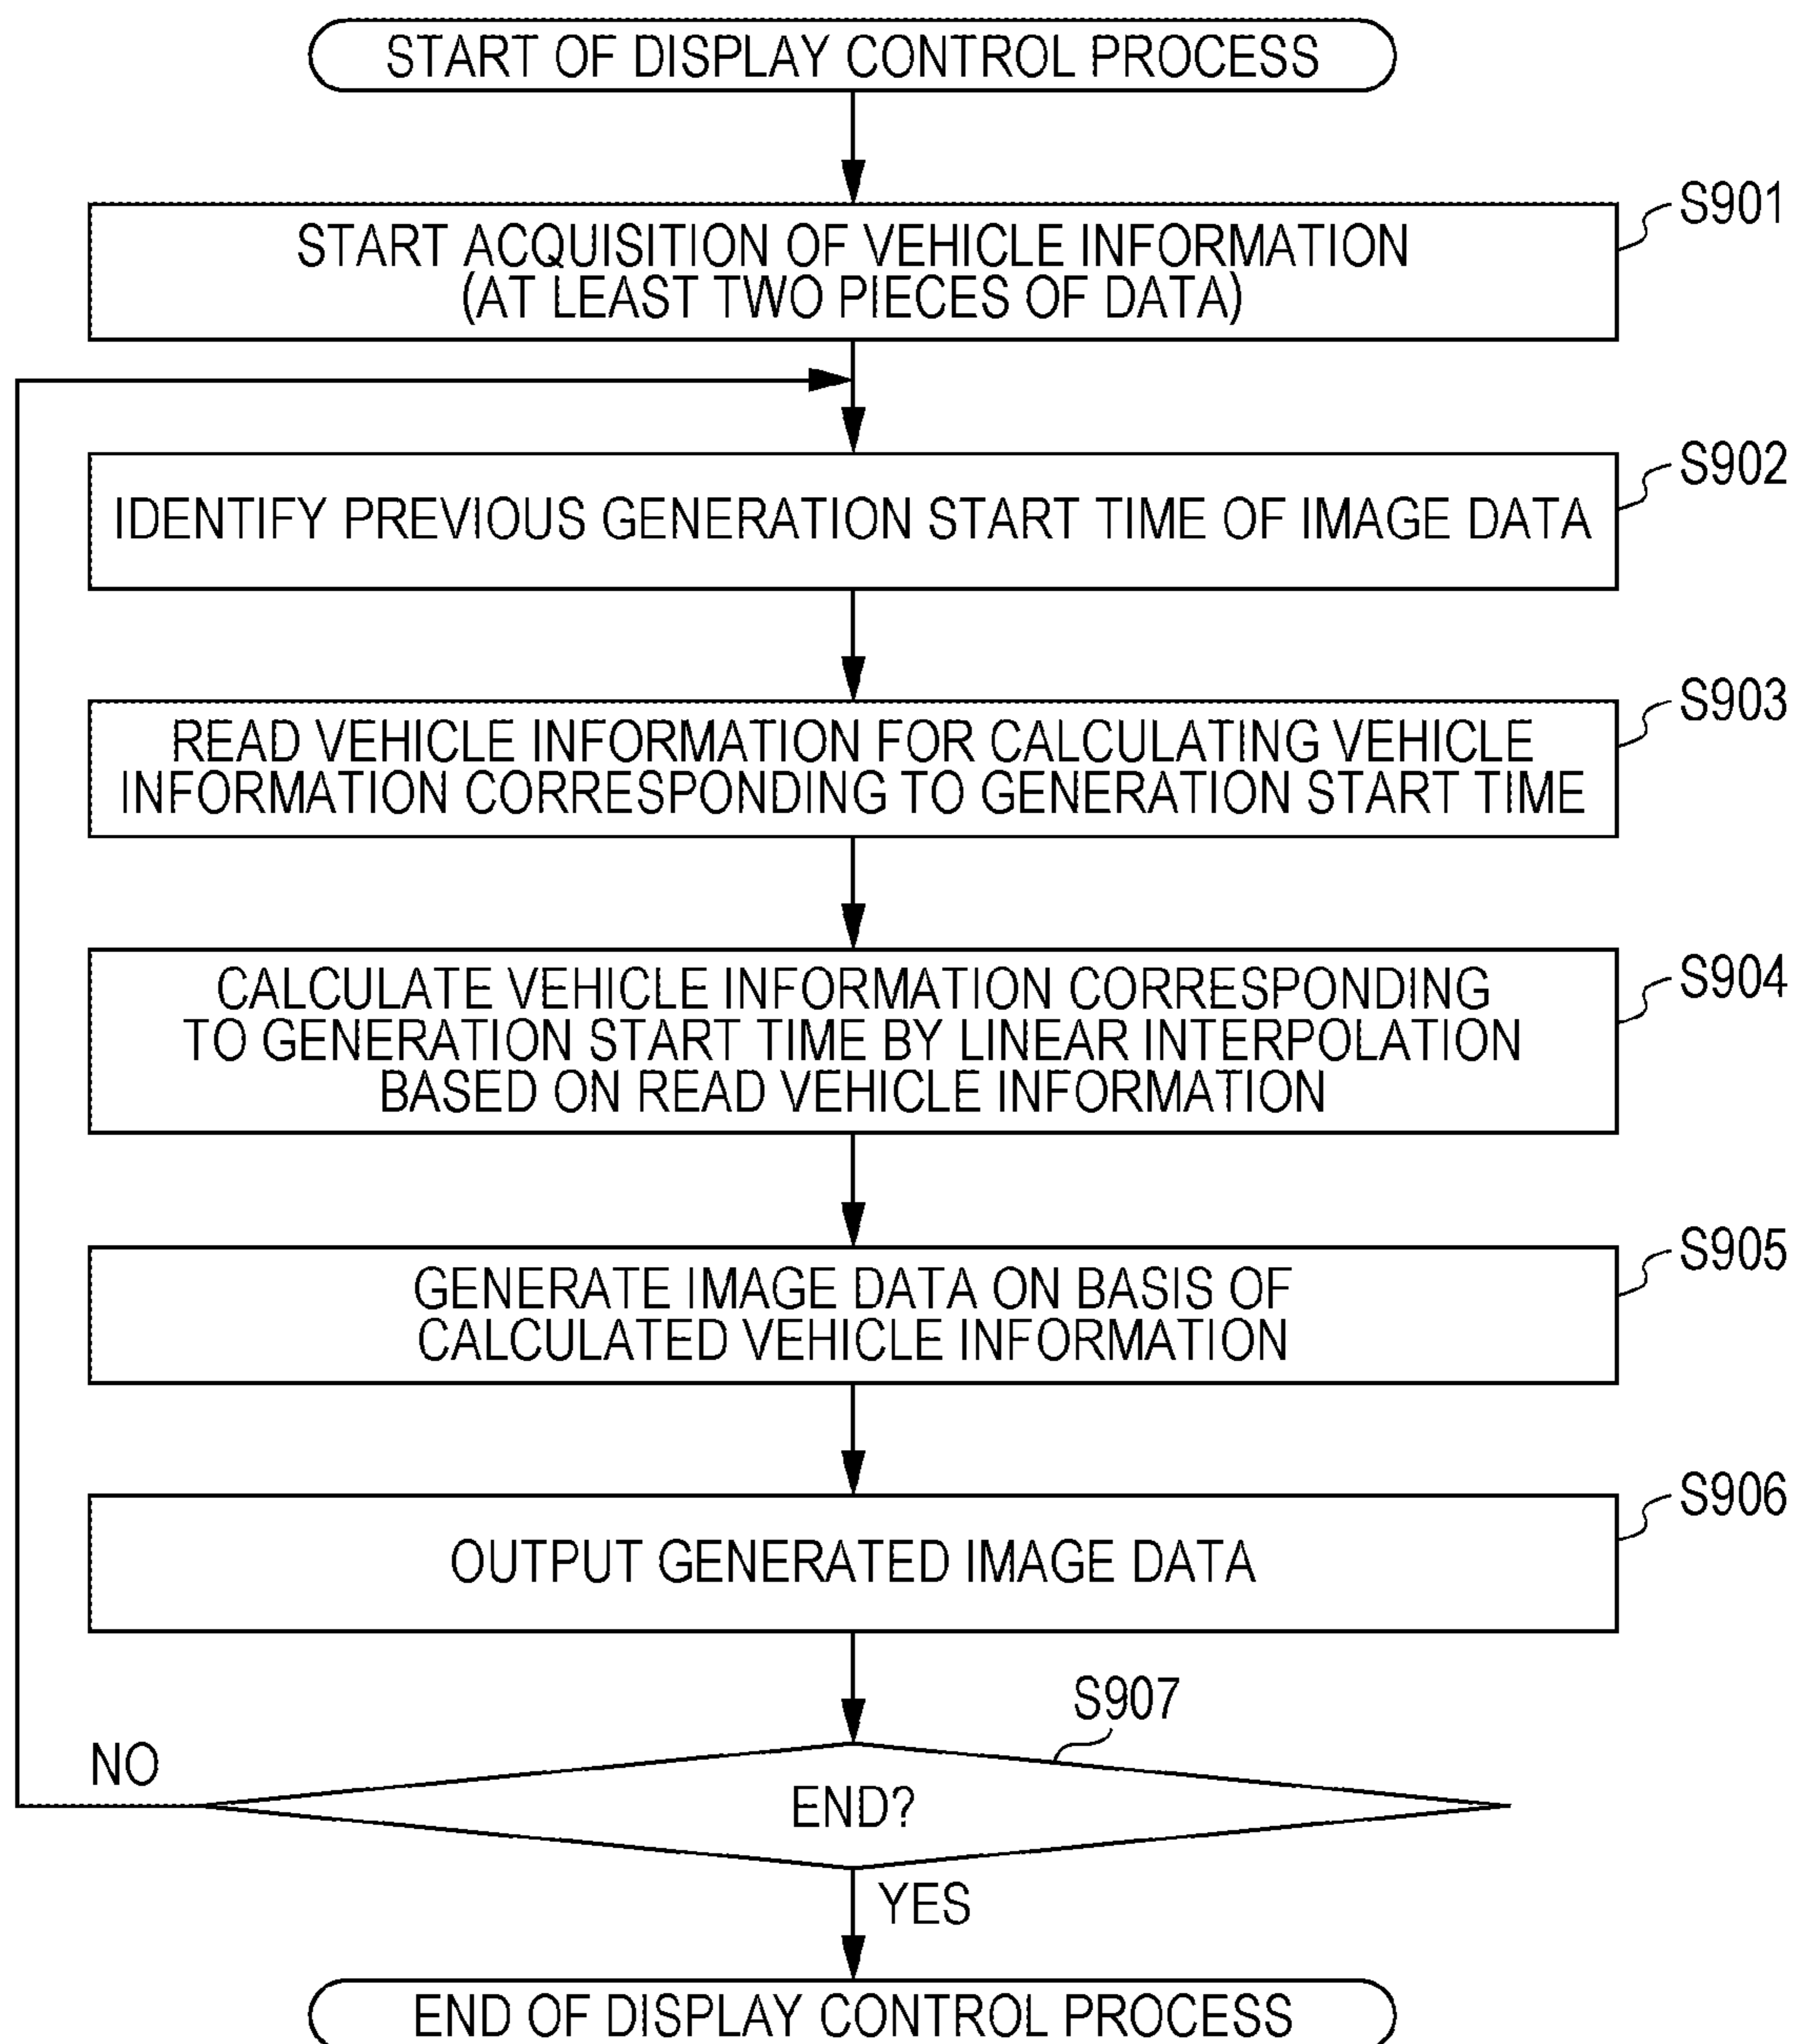 START OF DISPLAY CONTROL PROCESS
S901
START ACQUISITION OF VEHICLE INFORMATION
(AT LEAST TWO PIECES OF DATA)
S902
IDENTIFY PREVIOUS GENERATION START TIME OF IMAGE DATA
S903
READ VEHICLE INFORMATION FOR CALCULATING VEHICLE
INFORMATION CORRESPONDING TO GENERATION START TIME
S904
CALCULATE VEHICLE INFORMATION CORRESPONDING
TO GENERATION START TIME BY LINEAR INTERPOLATION
BASED ON READ VEHICLE INFORMATION
S905
GENERATE IMAGE DATA ON BASIS OF
CALCULATED VEHICLE INFORMATION
S906
OUTPUT GENERATED IMAGE DATA
S907
NO
END?
YES
END OF DISPLAY CONTROL PROCESS